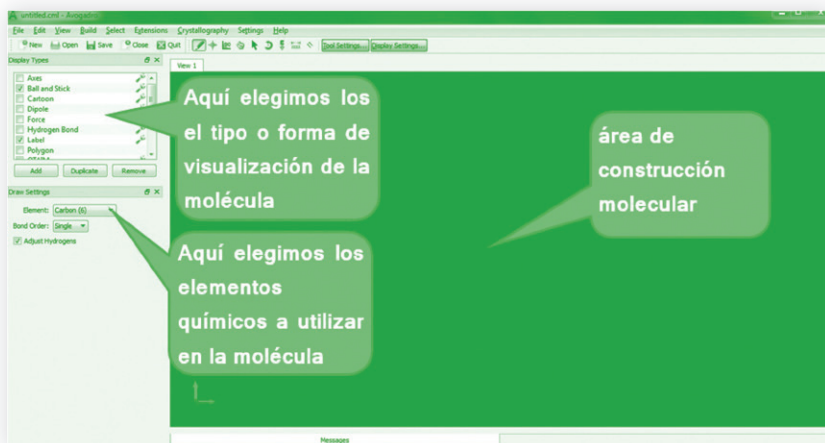 untitled.cml - Avogadro
File Edit View Build Select Extensions Crystallography Settings Help
New Open Save Close Quit Tool Settings... Display Settings...
Display Types
View 1
Axes
Ball and Stick
Cartoon
Dipole
Force
Hydrogen Bond
Label
Polygon
Add Duplicate Remove
Draw Settings
Element: Carbon (6)
Bond Order: Single
Adjust Hydrogens
Aquí elegimos los
el tipo o forma de
visualización de la
molécula
área de
construcción
molecular
Aquí elegimos los
elementos
químicos a utilizar
en la molécula
Messages